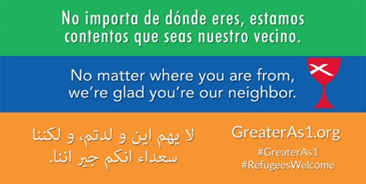 No importa de dónde eres, estamos
contentos que seas nuestro vecino.
No matter where you are from,
we're glad you're our neighbor.
لا يهم اين و لدتم، و لكننا
سعداء انكم جير اننا.
GreaterAs1.org
#GreaterAs1
#RefugeesWelcome